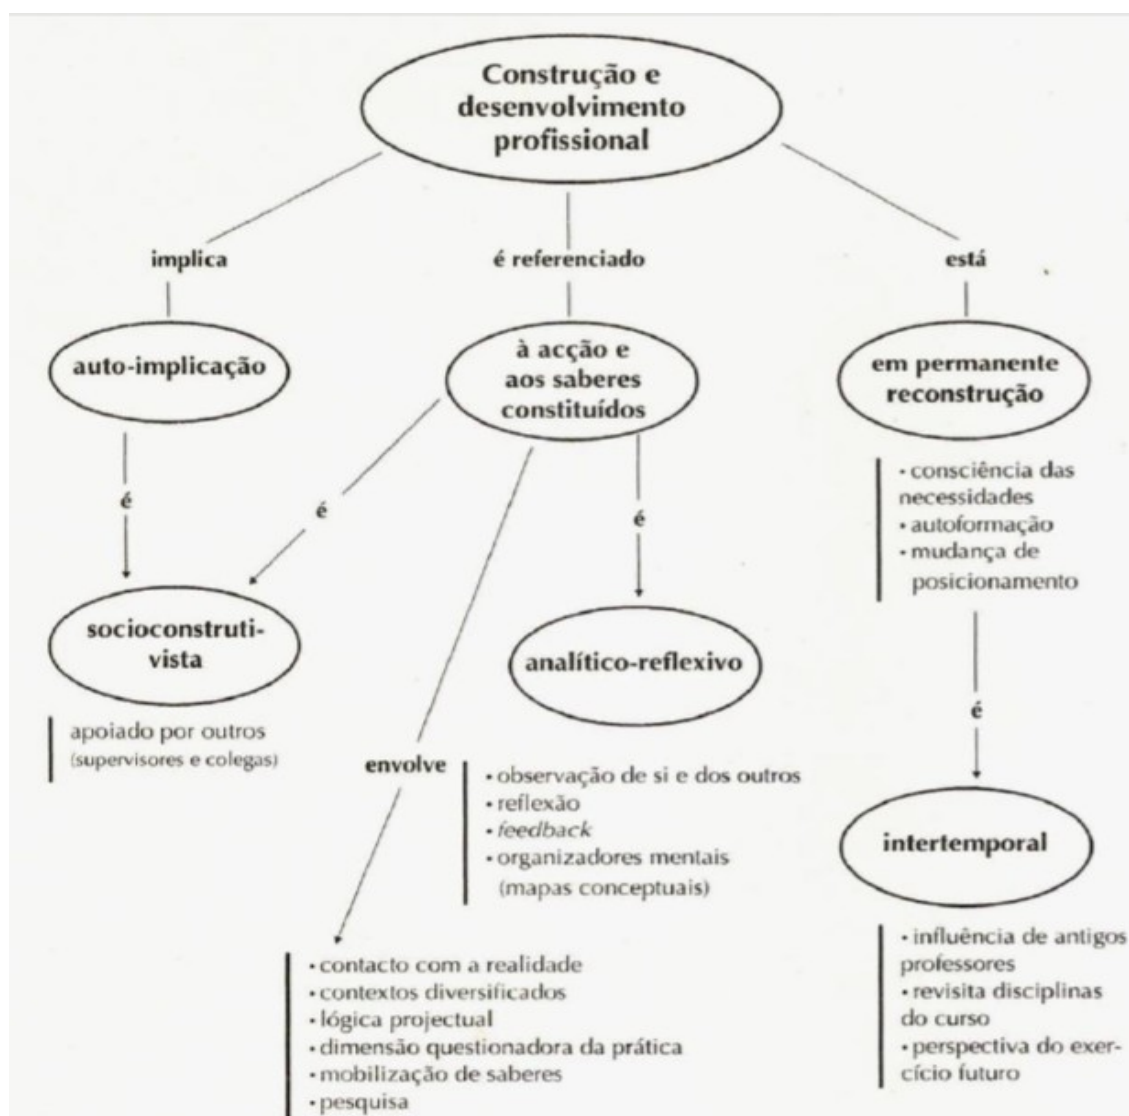 Construção e
desenvolvimento
profissional
implica
é referenciado
está
auto-implicação
à acção e
aos saberes
constituídos
em permanente
reconstrução
• consciência das
necessidades
• autoformação
• mudança de
posicionamento
é
é
é
socioconstruti-
vista
analítico-reflexivo
apoiado por outros
(supervisores e colegas)
é
envolve
• observação de si e dos outros
• reflexão
• feedback
• organizadores mentais
(mapas conceptuais)
intertemporal
• contacto com a realidade
• contextos diversificados
• lógica projectual
• dimensão questionadora da prática
• mobilização de saberes
• pesquisa
• influência de antigos
professores
• revisita disciplinas
do curso
• perspectiva do exer-
cício futuro